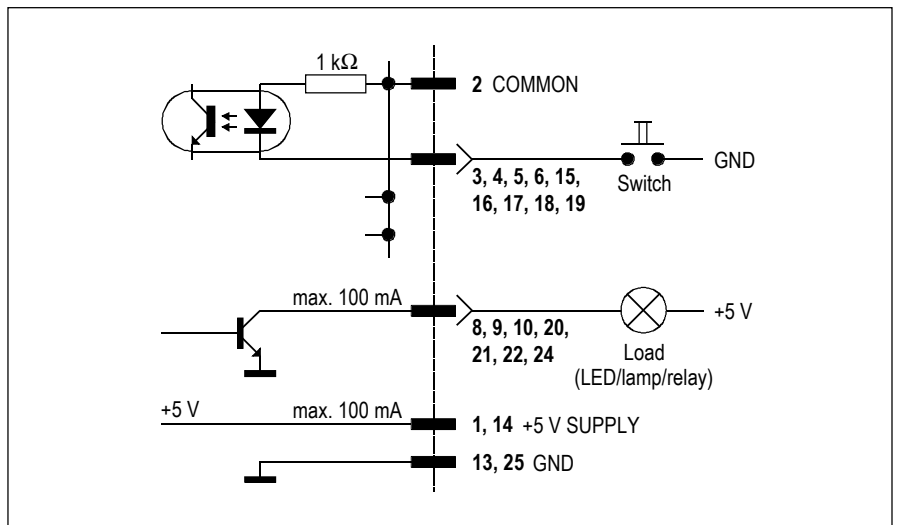 1 kΩ
2 COMMON
GND
3, 4, 5, 6, 15,
16, 17, 18, 19
Switch
max. 100 mA
+5 V
8, 9, 10, 20,
21, 22, 24
Load
(LED/lamp/relay)
+5 V
max. 100 mA
1, 14 +5 V SUPPLY
13, 25 GND